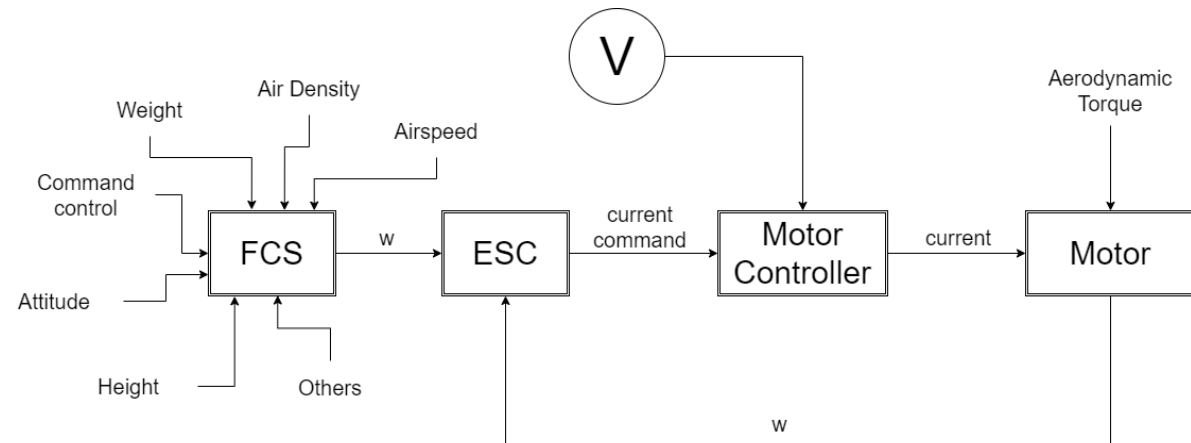 V
Air Density
Weight
Airspeed
Aerodynamic
Torque
Command
control
FCS
w
ESC
current
command
Motor
Controller
current
Motor
Attitude
Height
Others
w